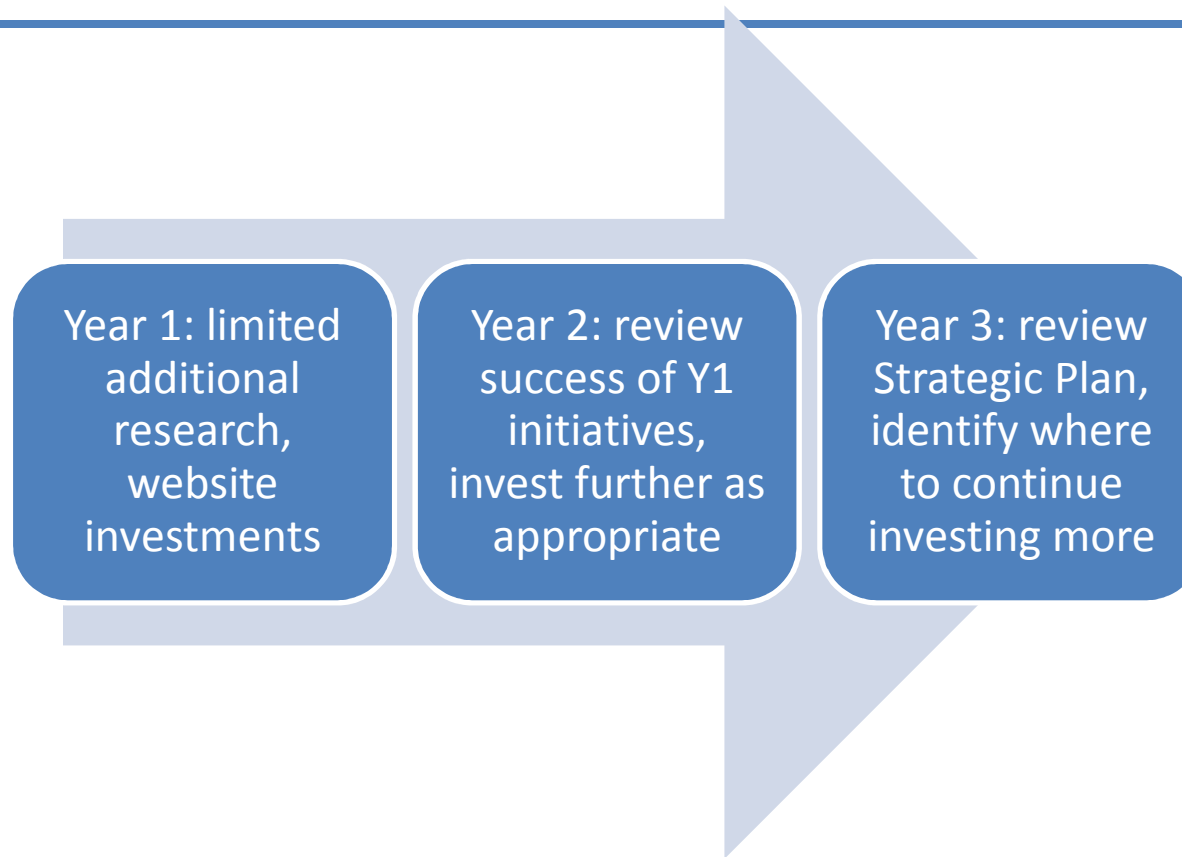 Year 1: limited
additional
research,
website
investments
Year 2: review
success of Y1
initiatives,
invest further as
appropriate
Year 3: review
Strategic Plan,
identify where
to continue
investing more